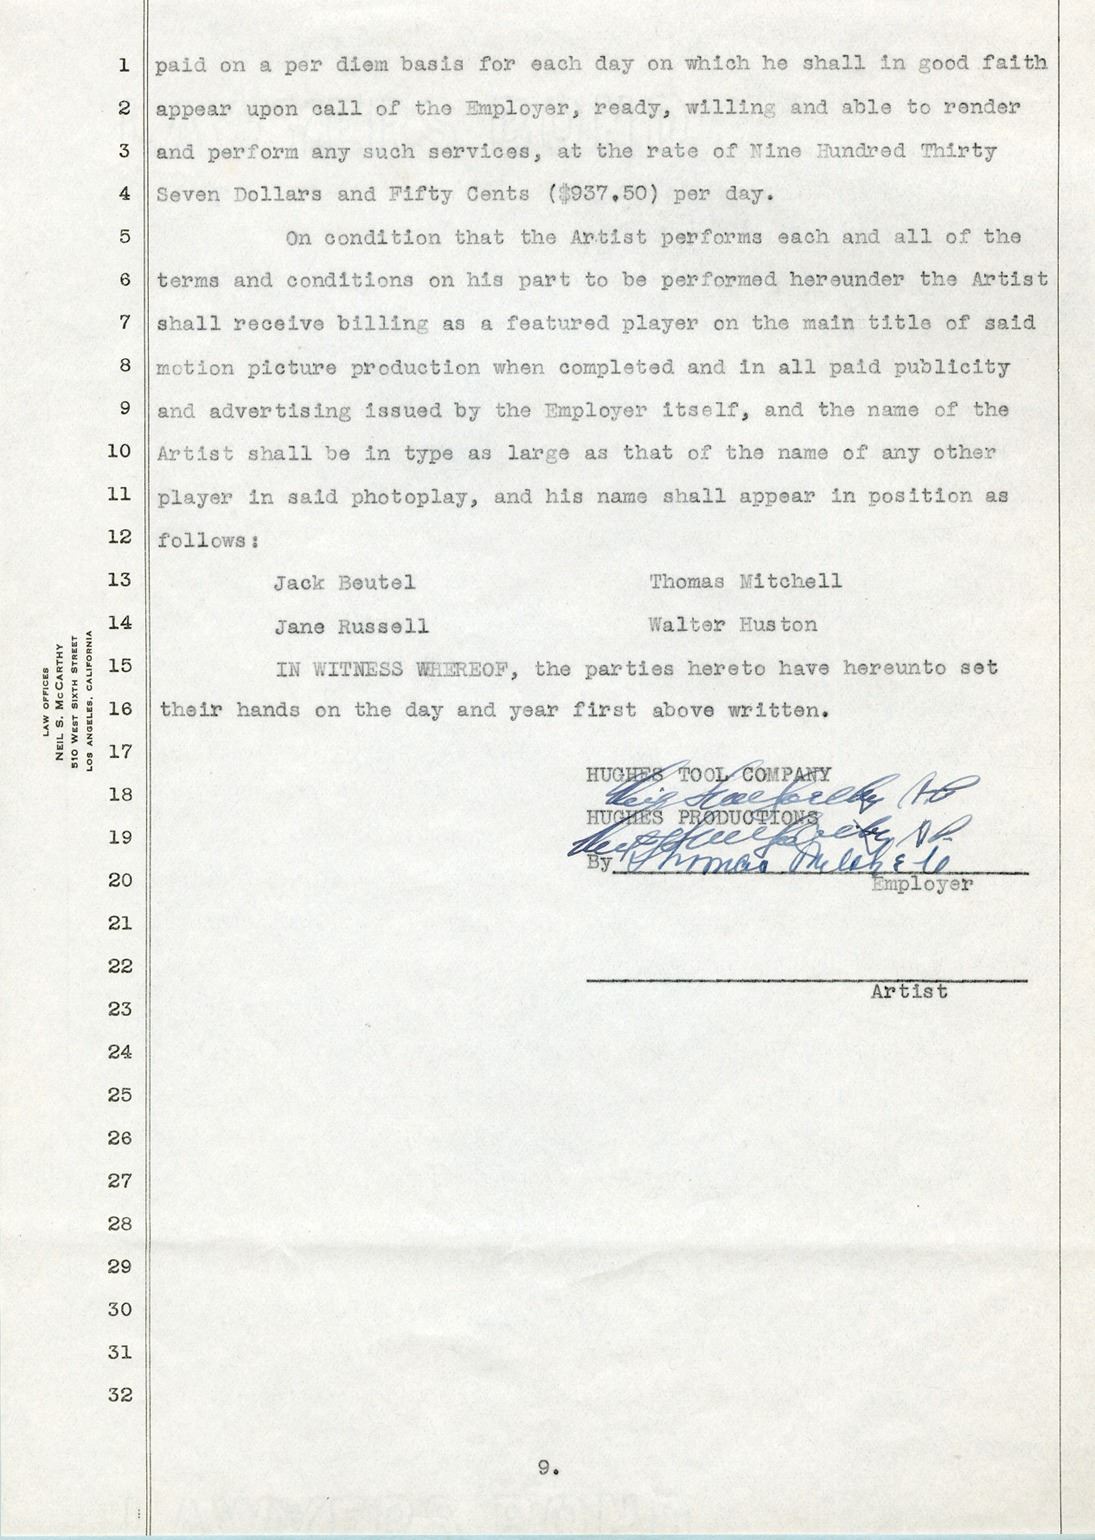 1 paid on a per diem basis for each day on which he shall in good faith
2 appear upon call of the Employer, ready, willing and able to render
3 and perform any such services, at the rate of Nine Hundred Thirty
4 Seven Dollars and Fifty Cents ($937.50) per day.
5 On condition that the Artist performs each and all of the
6 terms and conditions on his part to be performed hereunder the Artist
7 shall receive billing as a featured player on the main title of said
8 motion picture production when completed and in all paid publicity
9 and advertising issued by the Employer itself, and the name of the
10 Artist shall be in type as large as that of the name of any other
11 player in said photoplay, and his name shall appear in position as
12 follows:
13 Jack Beutel Thomas Mitchell
14 Jane Russell Walter Huston
15 IN WITNESS WHEREOF, the parties hereto have hereunto set
16 their hands on the day and year first above written.
17
HUGHES TOOL COMPANY
18
HUGHES PRODUCTIONS
19
By Thomas Mitchell
20
Employer
21
22
Artist
23
24
25
26
27
28
29
30
31
32
9.
LAW OFFICES
NEIL S. McCARTHY
510 WEST SIXTH STREET
LOS ANGELES, CALIFORNIA